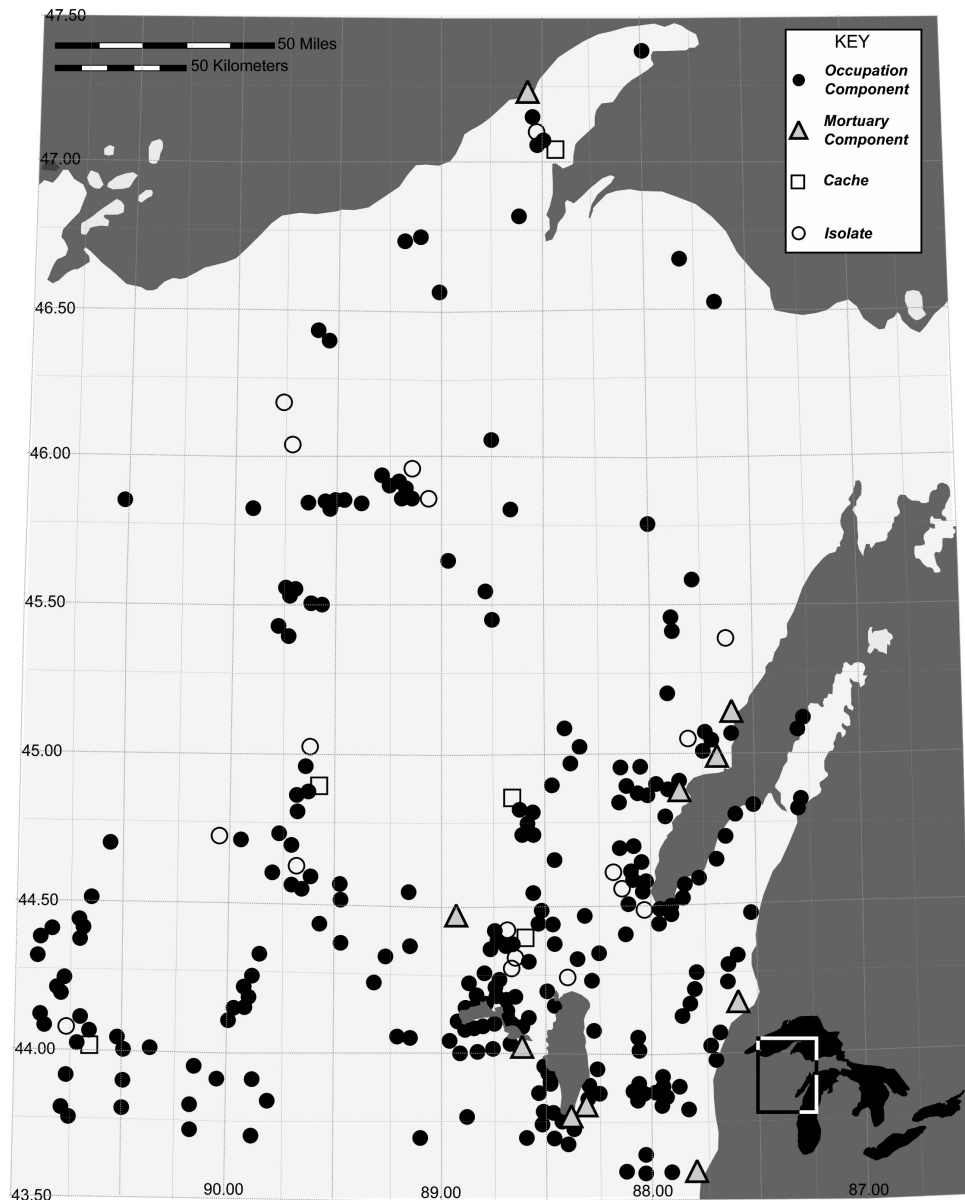 47.50
50 Miles
50 Kilometers
KEY
Occupation
Component
Mortuary
Component
Cache
Isolate
47.00
46.50
46.00
45.50
45.00
44.50
44.00
43.50
90.00
89.00
88.00
87.00